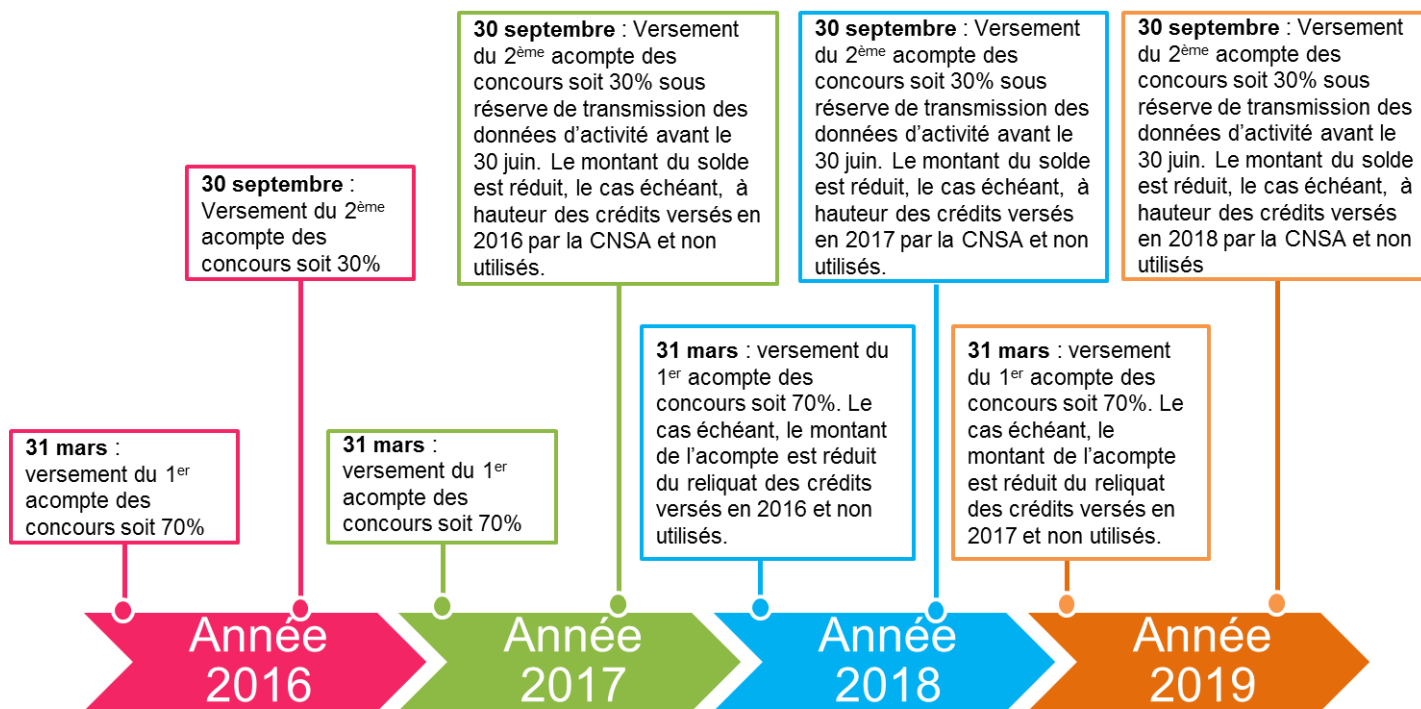 31 mars :
versement du 1er
acompte des
concours soit 70%
30 septembre :
Versement du 2ème
acompte des
concours soit 30%
31 mars :
versement du 1er
acompte des
concours soit 70%
30 septembre : Versement
du 2ème acompte des
concours soit 30% sous
réserve de transmission des
données d’activité avant le
30 juin. Le montant du solde
est réduit, le cas échéant, à
hauteur des crédits versés en
2016 par la CNSA et non
utilisés.
31 mars : versement du
1er acompte des
concours soit 70%. Le
cas échéant, le montant
de l’acompte est réduit
du reliquat des crédits
versés en 2016 et non
utilisés.
30 septembre : Versement
du 2ème acompte des
concours soit 30% sous
réserve de transmission des
données d’activité avant le
30 juin. Le montant du solde
est réduit, le cas échéant, à
hauteur des crédits versés
en 2017 par la CNSA et non
utilisés.
31 mars : versement
du 1er acompte des
concours soit 70%. Le
cas échéant, le
montant de l’acompte
est réduit du reliquat
des crédits versés en
2017 et non utilisés.
30 septembre : Versement
du 2ème acompte des
concours soit 30% sous
réserve de transmission des
données d’activité avant le
30 juin. Le montant du solde
est réduit, le cas échéant, à
hauteur des crédits versés
en 2018 par la CNSA et non
utilisés
Année
2016
Année
2017
Année
2018
Année
2019